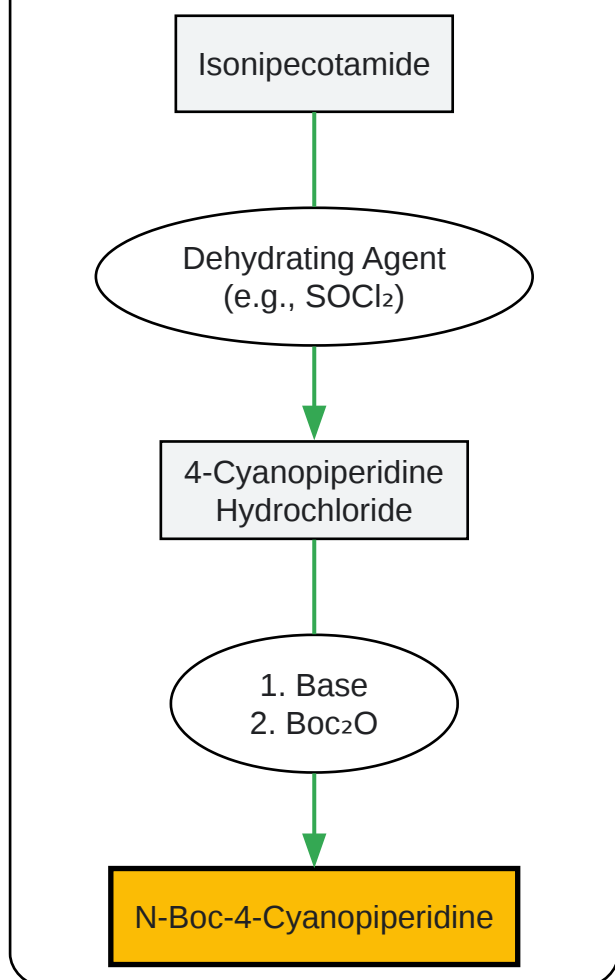 Isonipecotamide
Dehydrating Agent
(e.g., SOCl₂)
4-Cyanopiperidine
Hydrochloride
1. Base
2. Boc₂O
N-Boc-4-Cyanopiperidine